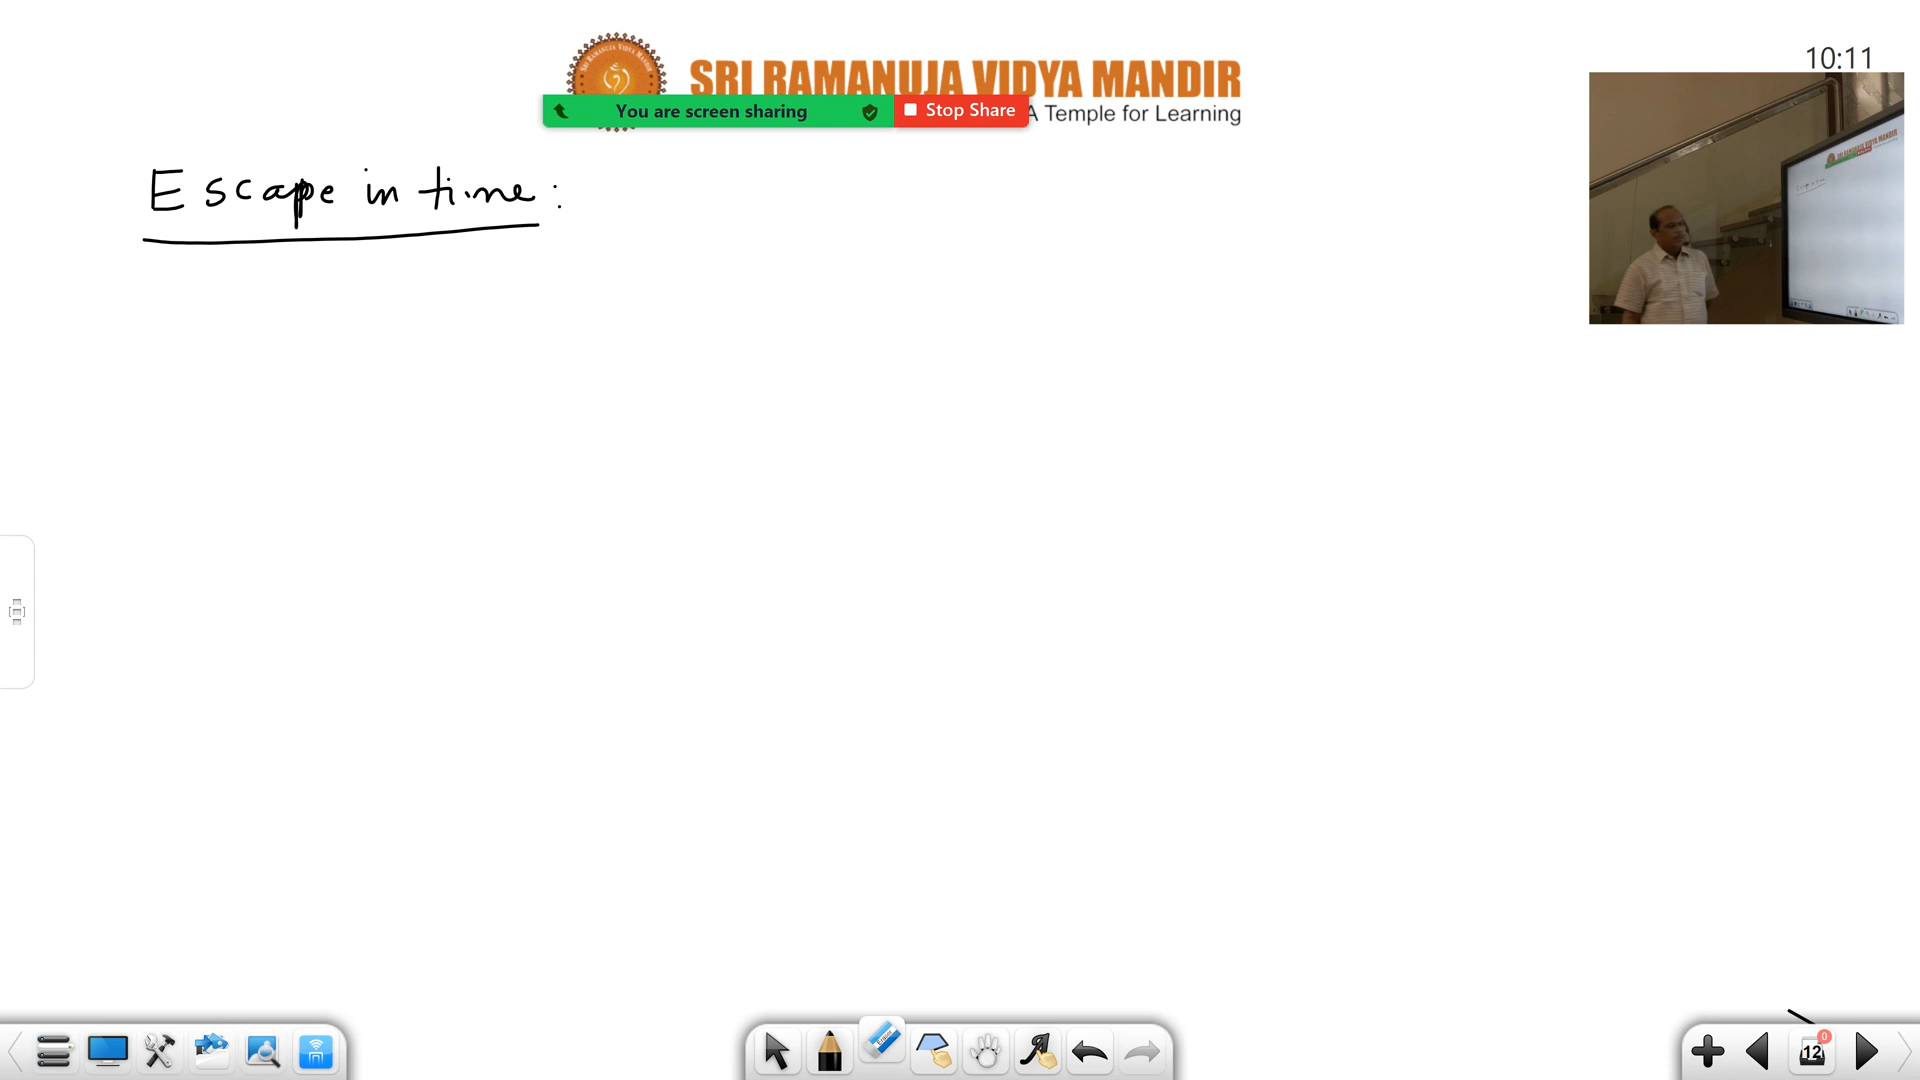 10:11
SRI RAMANUJA VIDYA MANDIR
You are screen sharing
Stop Share
A Temple for Learning
Escape in time:
12
0